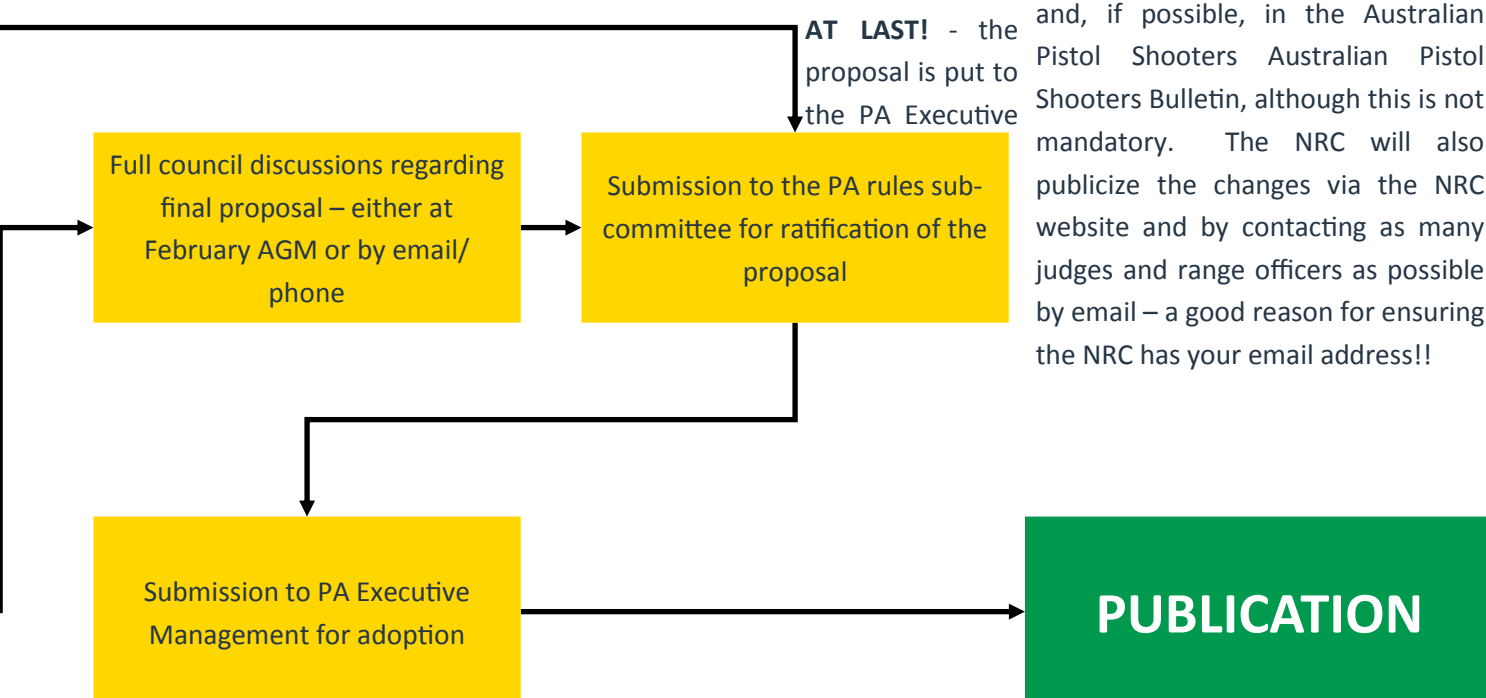 AT LAST! - the
proposal is put to
the PA Executive
and, if possible, in the Australian
Pistol Shooters Australian Pistol
Shooters Bulletin, although this is not
mandatory. The NRC will also
publicize the changes via the NRC
website and by contacting as many
judges and range officers as possible
by email – a good reason for ensuring
the NRC has your email address!!
Full council discussions regarding
final proposal – either at
February AGM or by email/
phone
Submission to the PA rules sub-
committee for ratification of the
proposal
Submission to PA Executive
Management for adoption
PUBLICATION